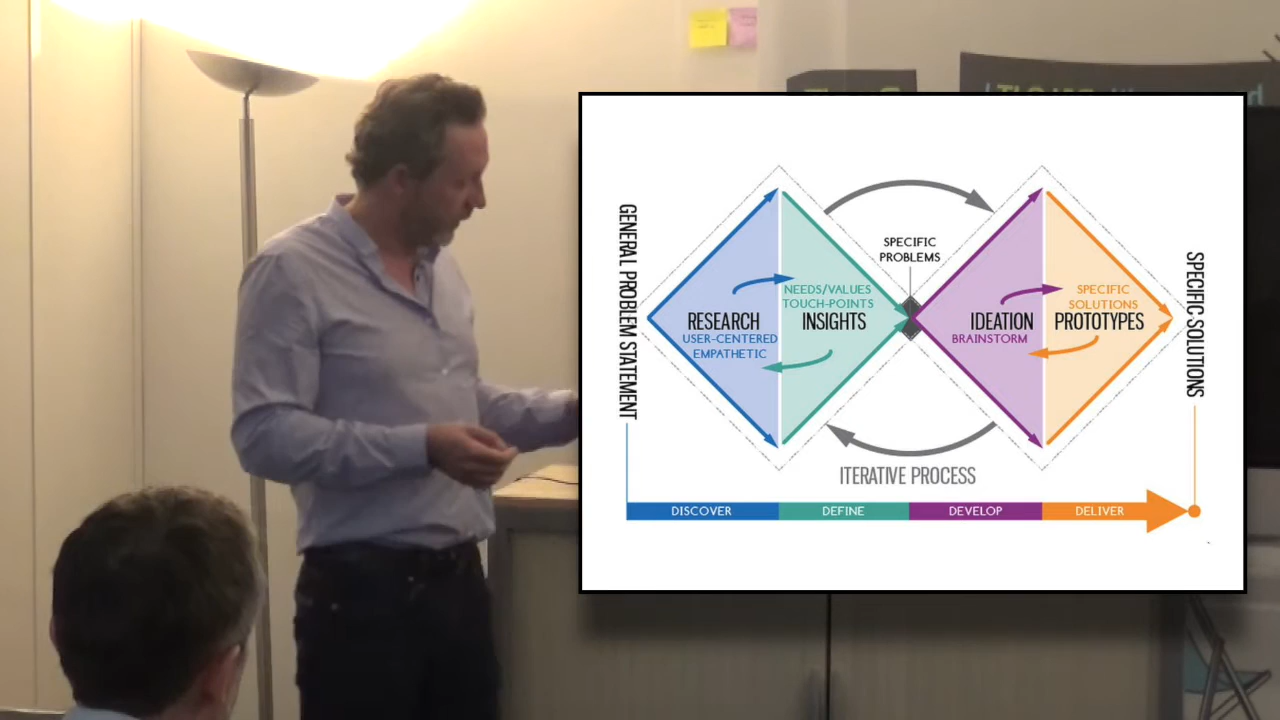 GENERAL PROBLEM STATEMENT
SPECIFIC
PROBLEMS
RESEARCH
USER-CENTERED
EMPATHETIC
NEEDS/VALUES
TOUCH-POINTS
INSIGHTS
IDEATION
BRAINSTORM
SPECIFIC
SOLUTIONS
PROTOTYPES
SPECIFIC SOLUTIONS
ITERATIVE PROCESS
DISCOVER
DEFINE
DEVELOP
DELIVER